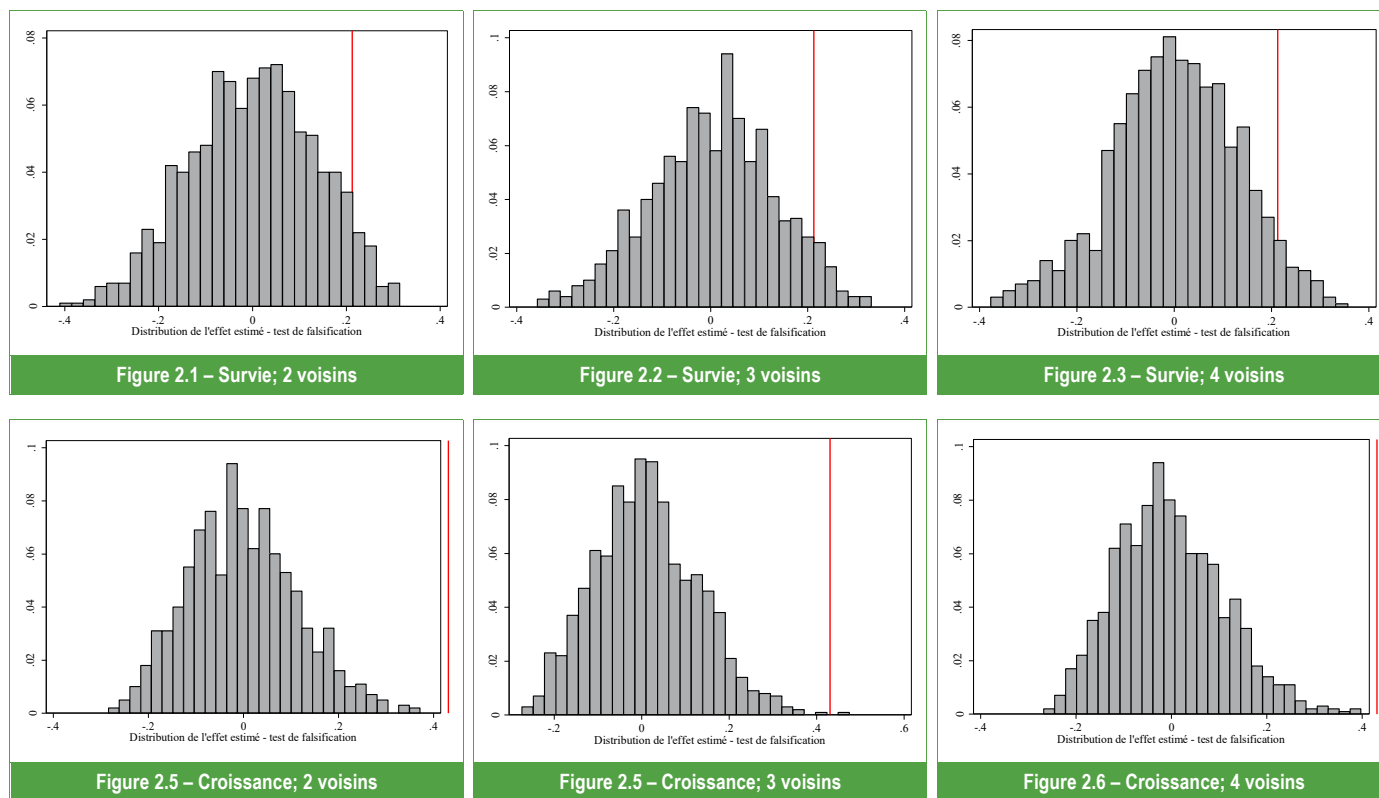 .08
.06
.04
.02
0
-.4 -.2 0 .2 .4
Distribution de l'effet estimé - test de falsification
Figure 2.1 – Survie; 2 voisins
.1
.08
.06
.04
.02
0
-.4 -.2 0 .2 .4
Distribution de l'effet estimé - test de falsification
Figure 2.2 – Survie; 3 voisins
.08
.06
.04
.02
0
-.4 -.2 0 .2 .4
Distribution de l'effet estimé - test de falsification
Figure 2.3 – Survie; 4 voisins
.1
.08
.06
.04
.02
0
-.4 -.2 0 .2 .4
Distribution de l'effet estimé - test de falsification
Figure 2.5 – Croissance; 2 voisins
.1
.08
.06
.04
.02
0
-.2 0 .2 .4 .6
Distribution de l'effet estimé - test de falsification
Figure 2.5 – Croissance; 3 voisins
.1
.08
.06
.04
.02
0
-.4 -.2 0 .2 .4
Distribution de l'effet estimé - test de falsification
Figure 2.6 – Croissance; 4 voisins